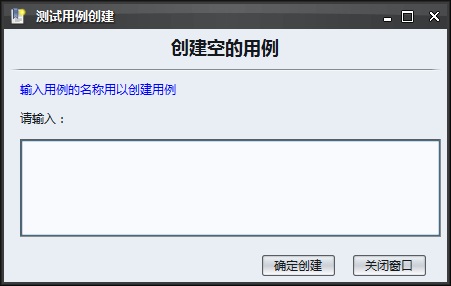 测试用例创建
创建空的用例
输入用例的名称用以创建用例
请输入：
确定创建
关闭窗口